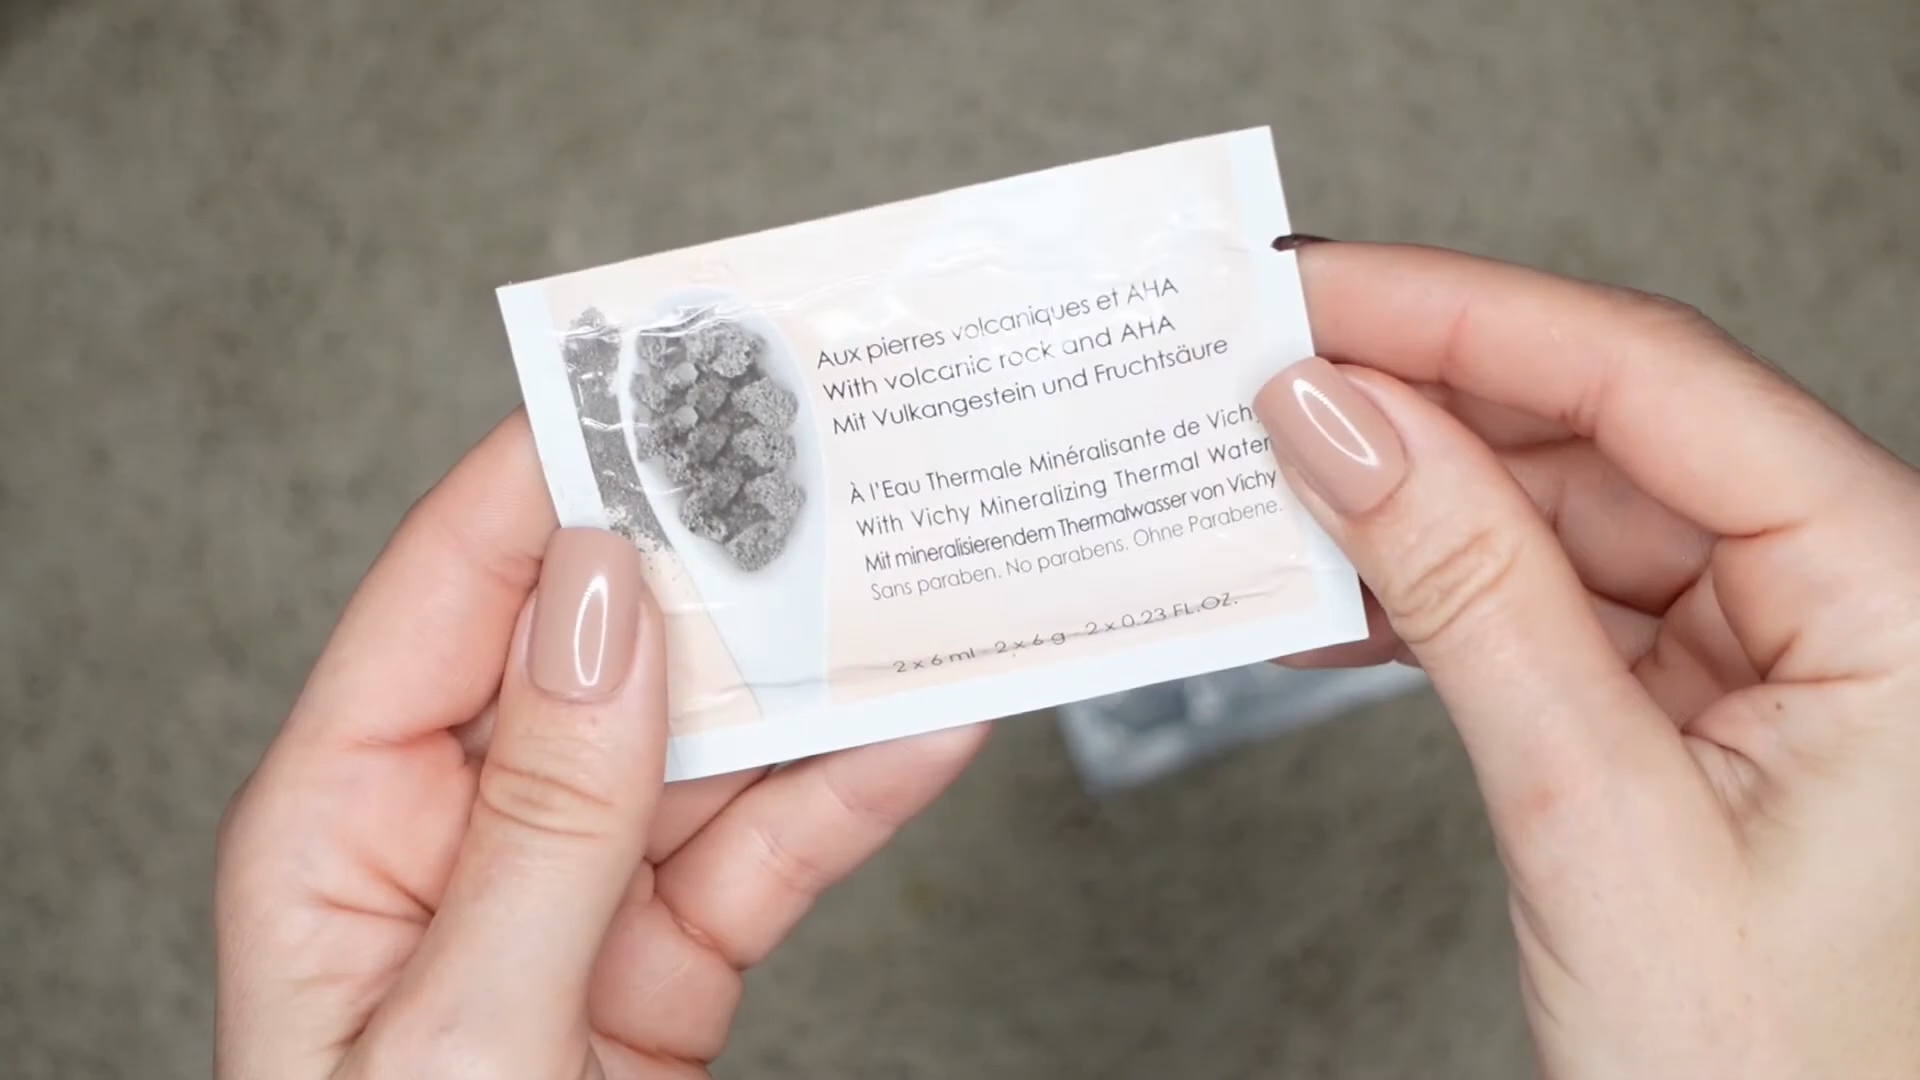 Aux pierres volcaniques et AHA
With volcanic rock and AHA
Mit Vulkangestein und Fruchtsäure
À l'Eau Thermale Minéralisante de Vichy
With Vichy Mineralizing Thermal Water
Mit mineralisierendem Thermalwasser von Vichy
Sans paraben. No parabens. Ohne Parabene.
2 x 6 ml - 2 x 6 g - 2 x 0.23 FL.OZ.